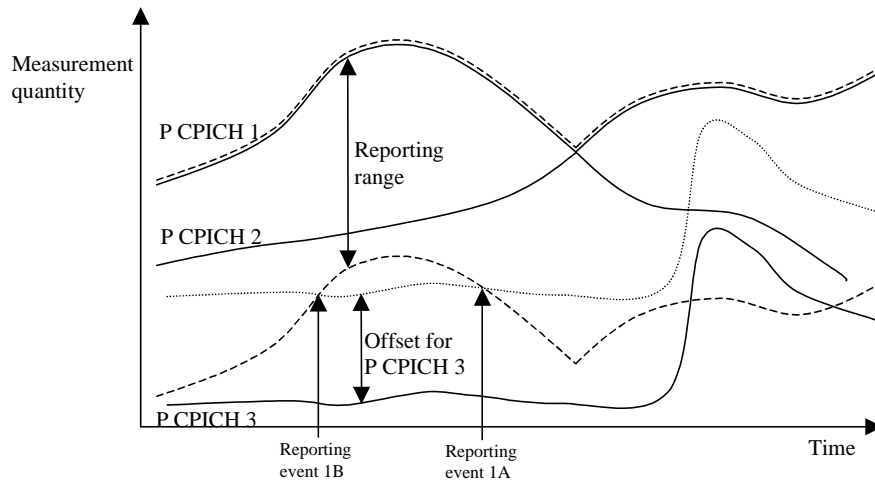 Measurement
quantity
P CPICH 1
Reporting
range
P CPICH 2
Offset for
P CPICH 3
P CPICH 3
Time
Reporting
event 1B
Reporting
event 1A